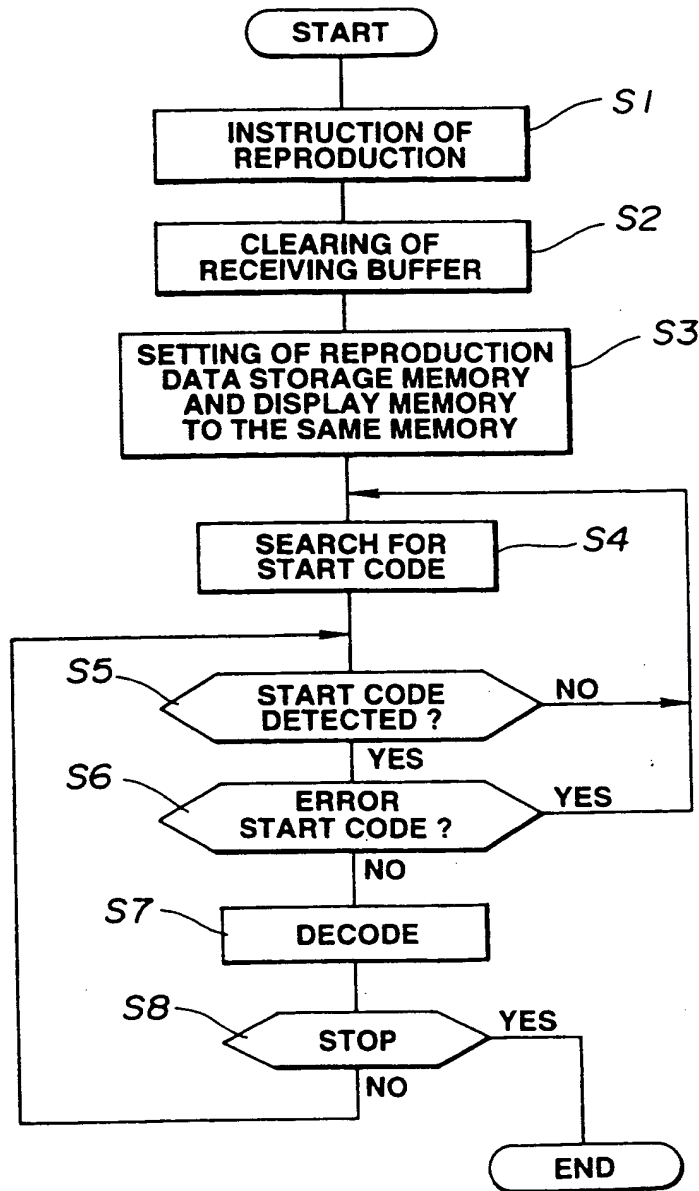 START
S1
INSTRUCTION OF
REPRODUCTION
S2
CLEARING OF
RECEIVING BUFFER
S3
SETTING OF REPRODUCTION
DATA STORAGE MEMORY
AND DISPLAY MEMORY
TO THE SAME MEMORY
SEARCH FOR
START CODE
S4
S5
START CODE
DETECTED ?
NO
YES
S6
ERROR
START CODE ?
YES
NO
S7
DECODE
S8
STOP
YES
NO
END